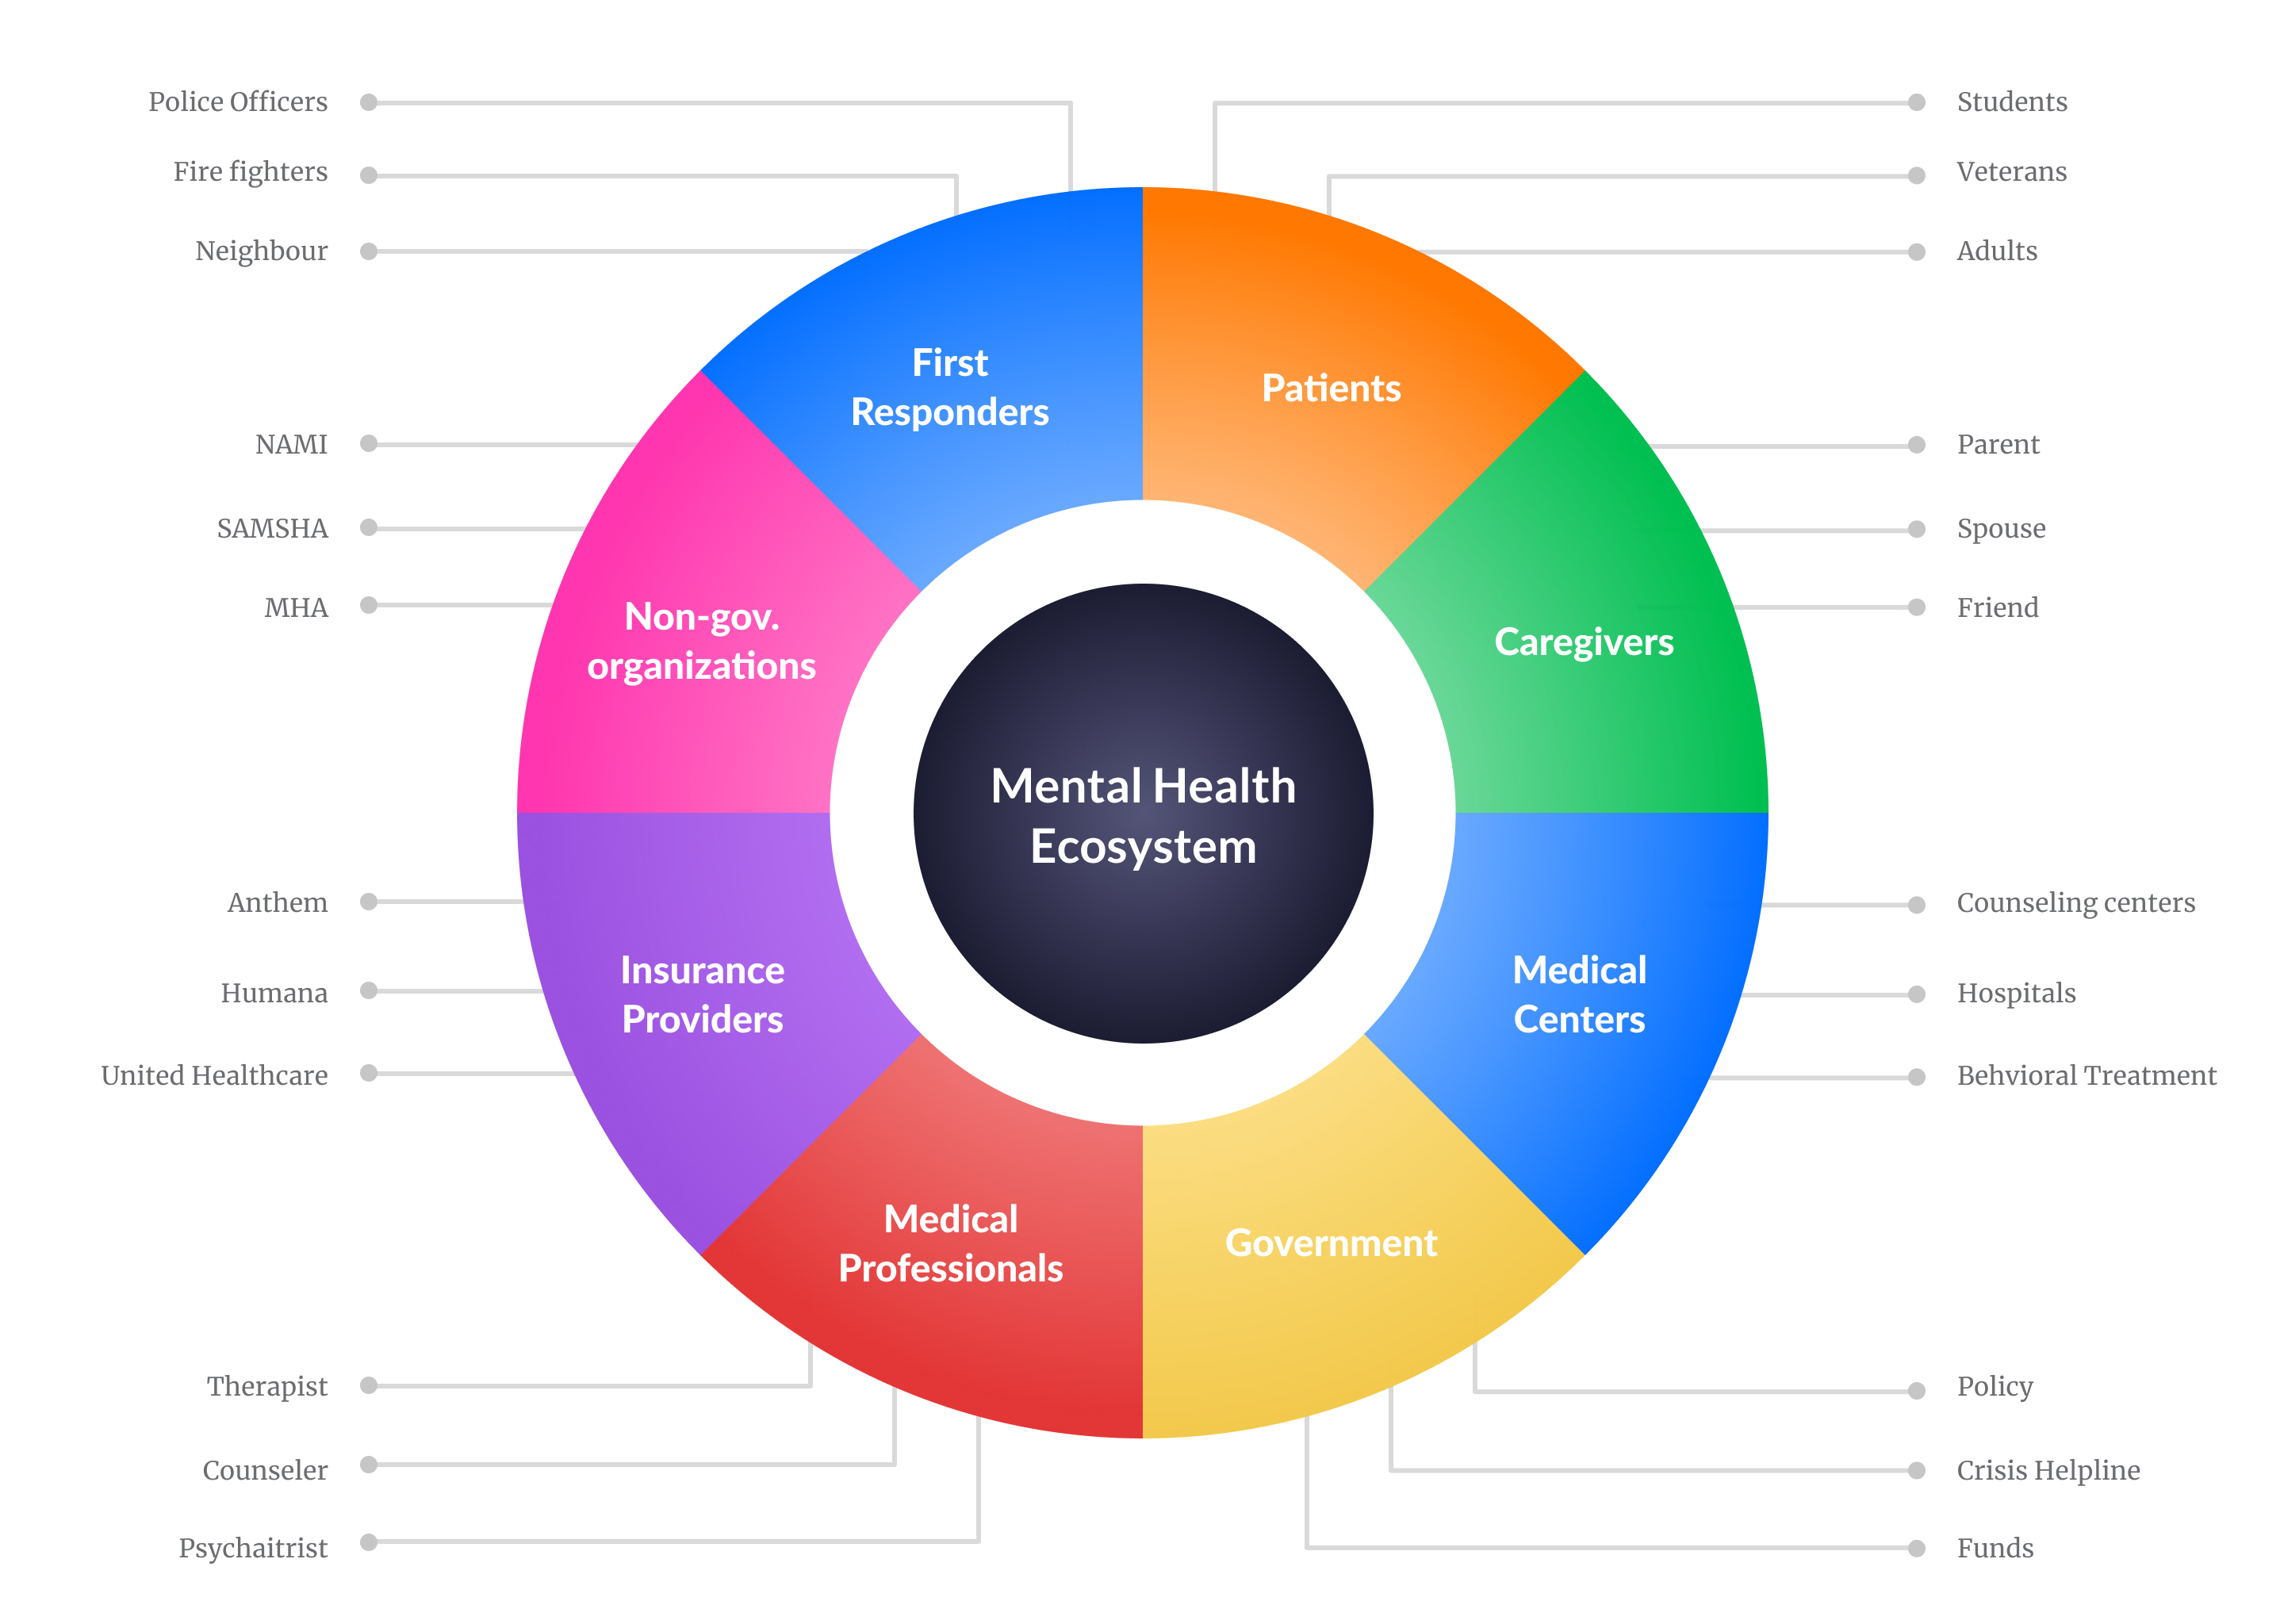 Police Officers
Fire fighters
Neighbour
Students
Veterans
Adults
First
Responders
Patients
NAMI
SAMSHA
MHA
Parent
Spouse
Friend
Non-gov.
organizations
Caregivers
Mental Health
Ecosystem
Anthem
Humana
United Healthcare
Insurance
Providers
Medical
Centers
Counseling centers
Hospitals
Behvioral Treatment
Medical
Professionals
Government
Therapist
Counseler
Psychaitrist
Policy
Crisis Helpline
Funds